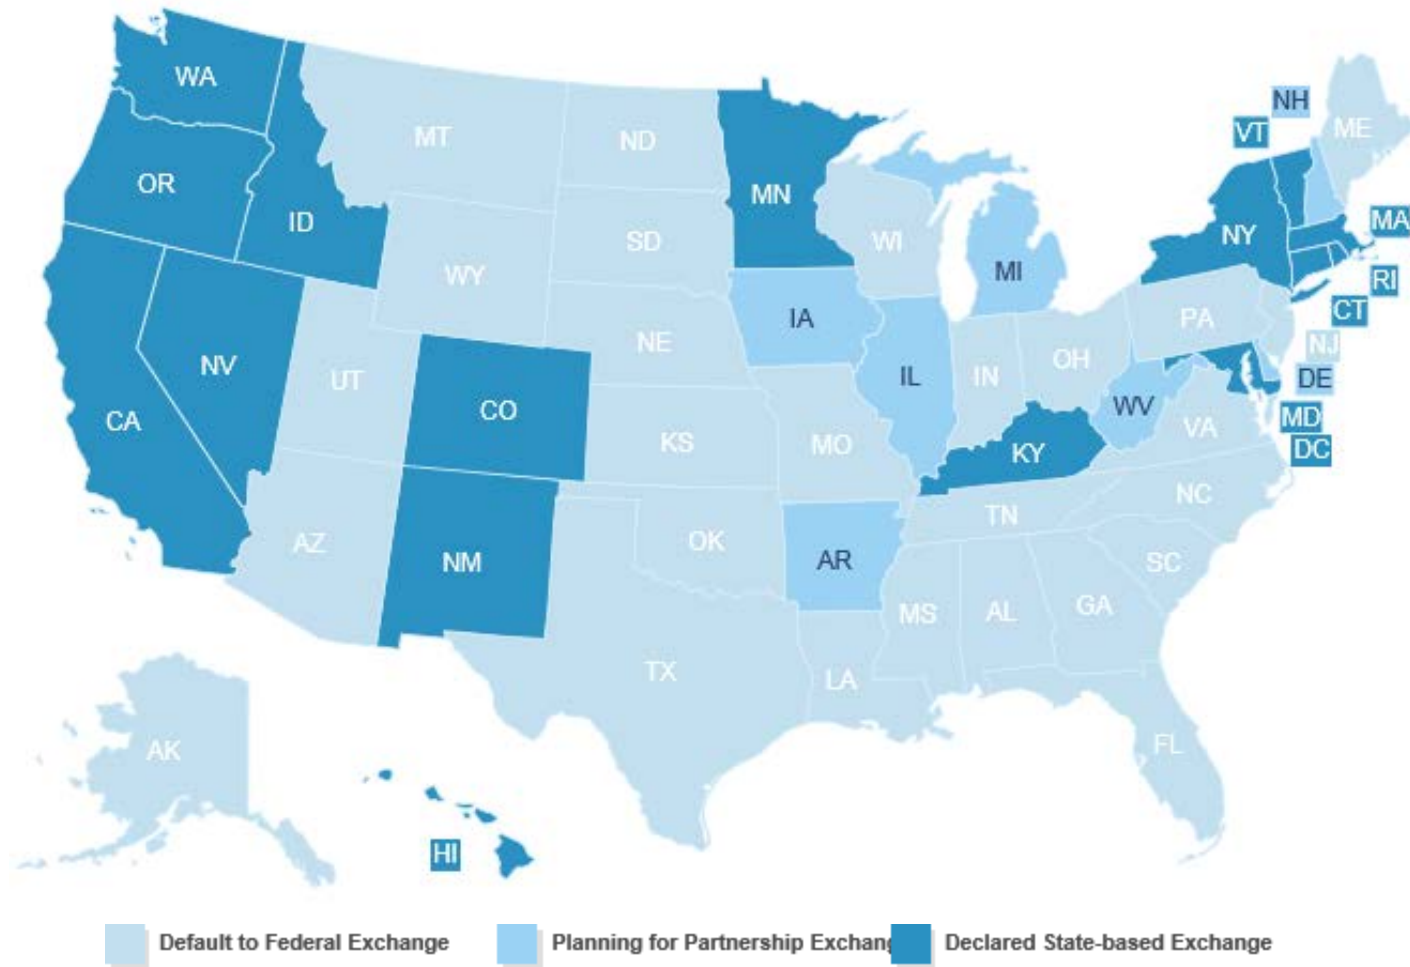 WA
MT
ND
MN
NH
VT
ME
OR
ID
SD
WI
NY
MA
WY
MI
RI
CT
IA
PA
NJ
NV
UT
NE
IL
IN
OH
DE
CA
CO
KS
MO
WV
VA
MD
KY
DC
AZ
NM
OK
AR
TN
NC
SC
MS
AL
GA
TX
LA
FL
AK
HI
Default to Federal Exchange
Planning for Partnership Exchang
Declared State-based Exchange